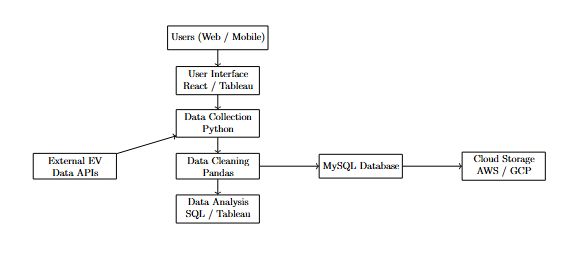 Users (Web / Mobile)
User Interface
React / Tableau
Data Collection
Python
External EV
Data APIs
Data Cleaning
Pandas
MySQL Database
Cloud Storage
AWS / GCP
Data Analysis
SQL / Tableau